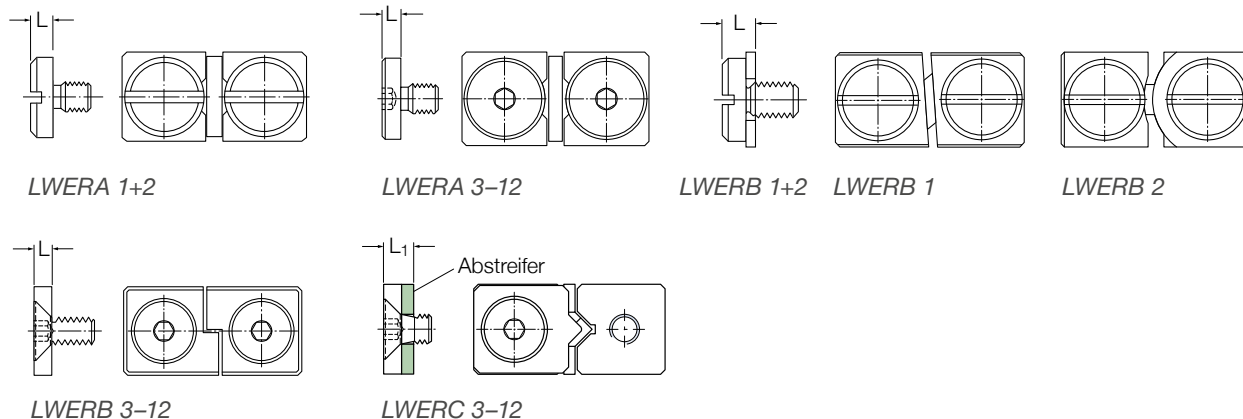 L
L
L
LWERA 1+2
LWERA 3–12
LWERB 1+2
LWERB 1
LWERB 2
L
L1
Abstreifer
LWERB 3–12
LWERC 3–12